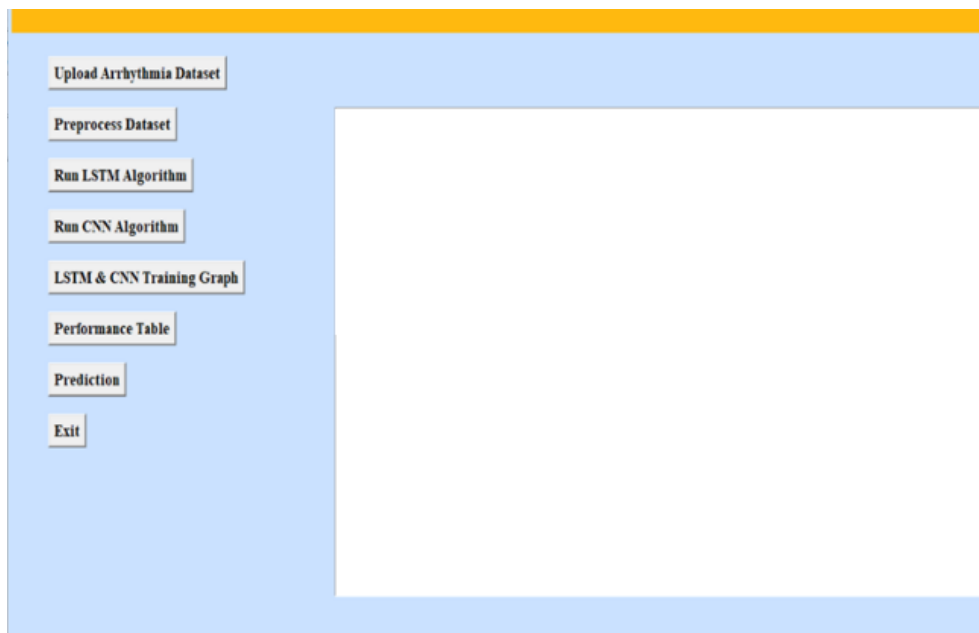 Upload Arrhythmia Dataset
Preprocess Dataset
Run LSTM Algorithm
Run CNN Algorithm
LSTM & CNN Training Graph
Performance Table
Prediction
Exit